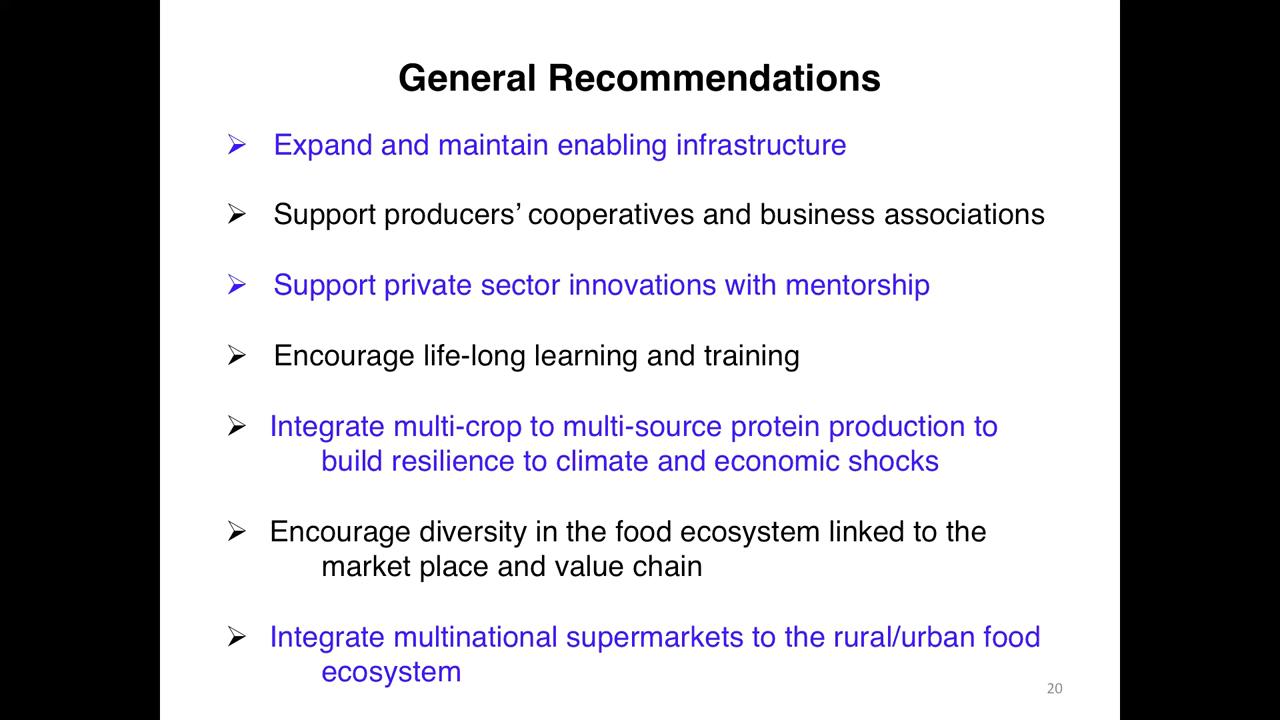 General Recommendations
➢ Expand and maintain enabling infrastructure
➢ Support producers’ cooperatives and business associations
➢ Support private sector innovations with mentorship
➢ Encourage life-long learning and training
➢ Integrate multi-crop to multi-source protein production to
build resilience to climate and economic shocks
➢ Encourage diversity in the food ecosystem linked to the
market place and value chain
➢ Integrate multinational supermarkets to the rural/urban food
ecosystem
20